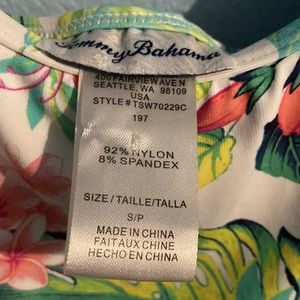 Tommy Bahama
400 FAIRVIEW AVE N
SEATTLE, WA 98109
USA
STYLE # TSW70229C
197
92% NYLON
8% SPANDEX
SIZE / TAILLE/TALLA
S/P
MADE IN CHINA
FAIT AUX CHINE
HECHO EN CHINA